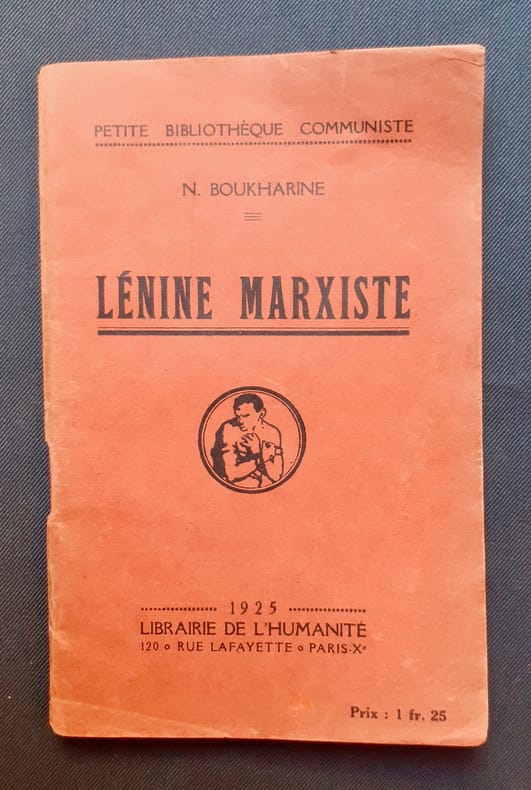 PETITE BIBLIOTHÈQUE COMMUNISTE
N. BOUKHARINE
LÉNINE MARXISTE
1925
LIBRAIRIE DE L'HUMANITÉ
120 o RUE LAFAYETTE o PARIS-Xe
Prix : 1 fr. 25